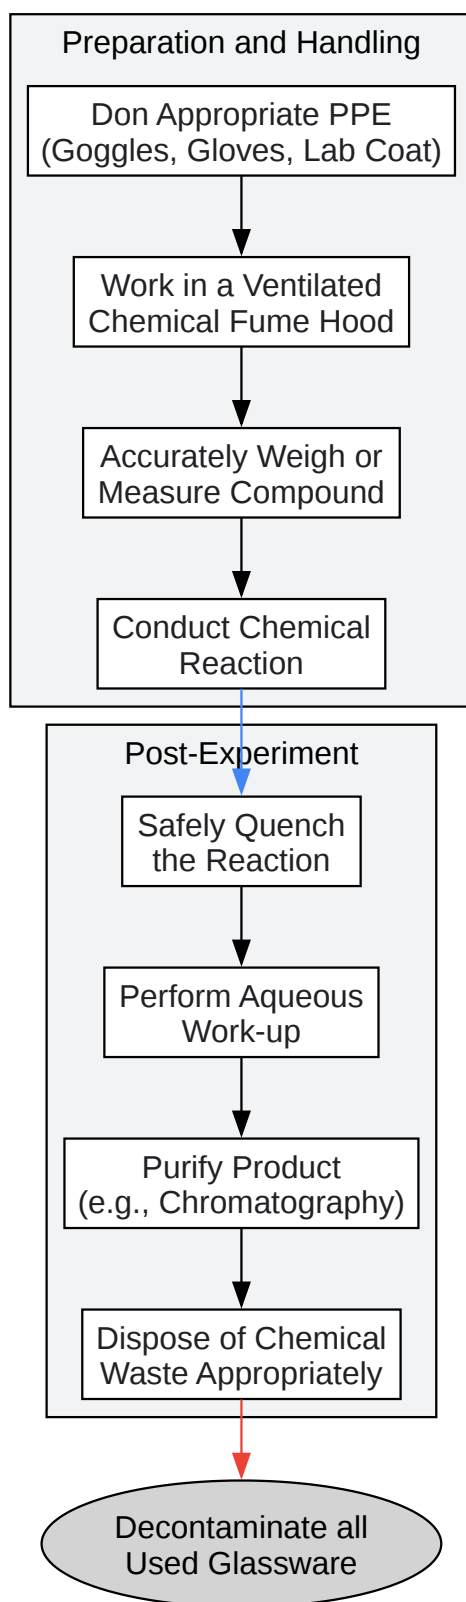 Preparation and Handling
Don Appropriate PPE
(Goggles, Gloves, Lab Coat)
Work in a Ventilated
Chemical Fume Hood
Accurately Weigh or
Measure Compound
Conduct Chemical
Reaction
Post-Experiment
Safely Quench
the Reaction
Perform Aqueous
Work-up
Purify Product
(e.g., Chromatography)
Dispose of Chemical
Waste Appropriately
Decontaminate all
Used Glassware